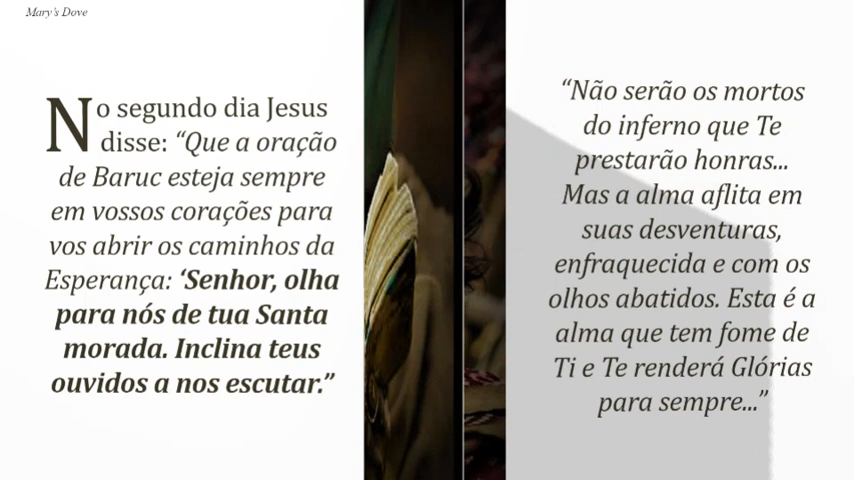 Mary's Dove
No segundo dia Jesus
disse: “Que a oração
de Baruc esteja sempre
em vossos corações para
vos abrir os caminhos da
Esperança: ‘Senhor, olha
para nós de tua Santa
morada. Inclina teus
ouvidos a nos escutar.”
“Não serão os mortos
do inferno que Te
prestarão honras...
Mas a alma aflita em
suas desventuras,
enfraquecida e com os
olhos abatidos. Esta é a
alma que tem fome de
Ti e Te renderá Glórias
para sempre...”